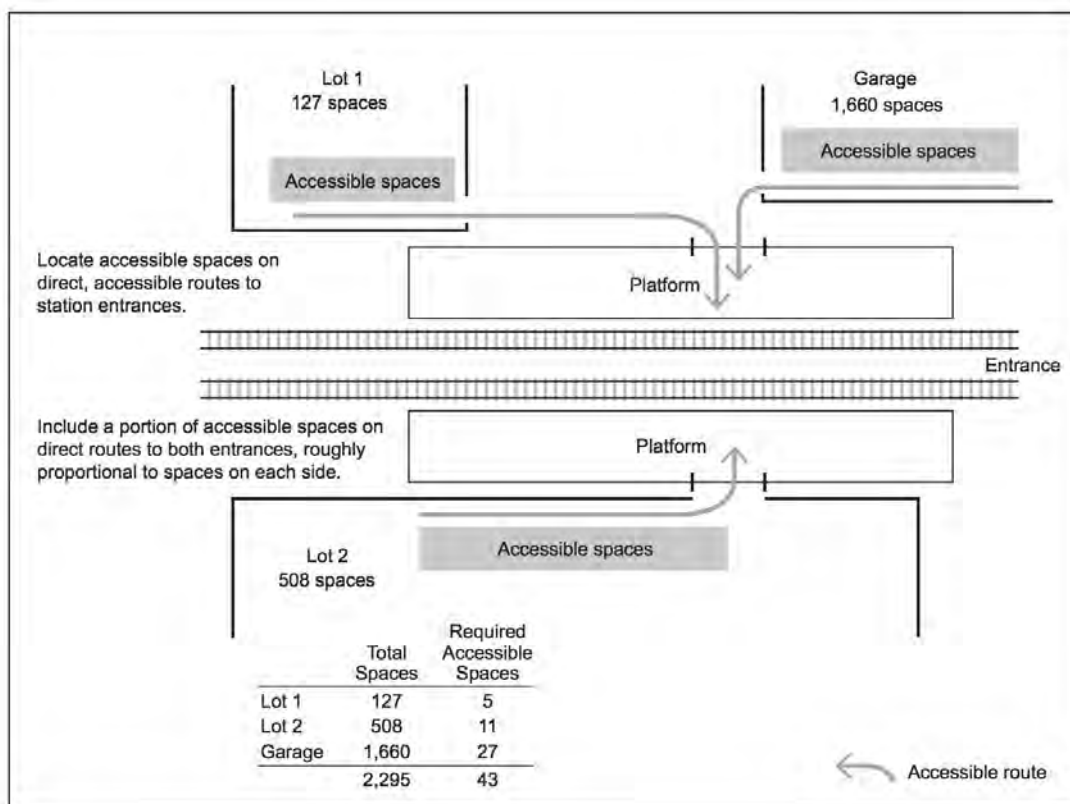 Lot 1
127 spaces
Garage
1,660 spaces
Accessible spaces
Accessible spaces
Locate accessible spaces on
direct, accessible routes to
station entrances.
Platform
Entrance
Include a portion of accessible spaces on
direct routes to both entrances, roughly
proportional to spaces on each side.
Platform
Lot 2
508 spaces
Accessible spaces
Total
Spaces
Required
Accessible
Spaces
Lot 1 127 5
Lot 2 508 11
Garage 1,660 27
2,295 43
Accessible route